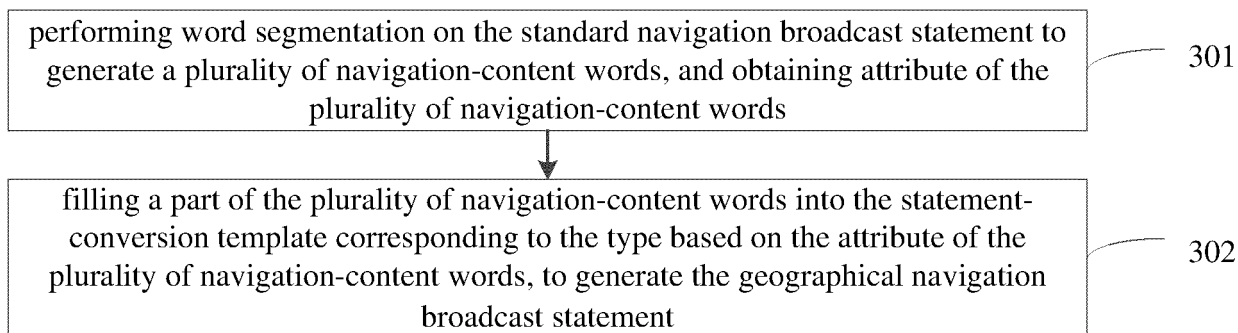 performing word segmentation on the standard navigation broadcast statement to
generate a plurality of navigation-content words, and obtaining attribute of the
plurality of navigation-content words
301
filling a part of the plurality of navigation-content words into the statement-
conversion template corresponding to the type based on the attribute of the
plurality of navigation-content words, to generate the geographical navigation
broadcast statement
302